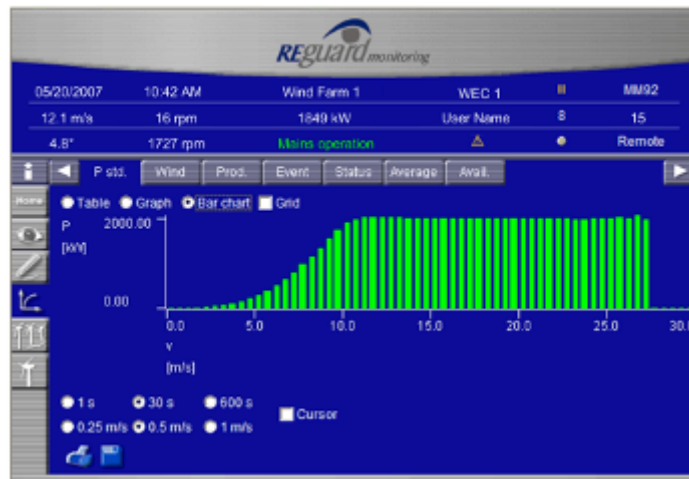 REguard monitoring
05/20/2007 10:42 AM Wind Farm 1 WEC 1 MM92
12.1 m/s 16 rpm 1849 kW User Name 8 15
4.8° 1727 rpm Mains operation Remote
P std. Wind Prod. Event Status Average Avail.
Home
Table Graph Bar chart Grid
P 2000.00
[kW]
0.00
0.0 5.0 10.0 15.0 20.0 25.0 30.0
v
[m/s]
1 s 30 s 600 s
Cursor
0.25 m/s 0.5 m/s 1 m/s